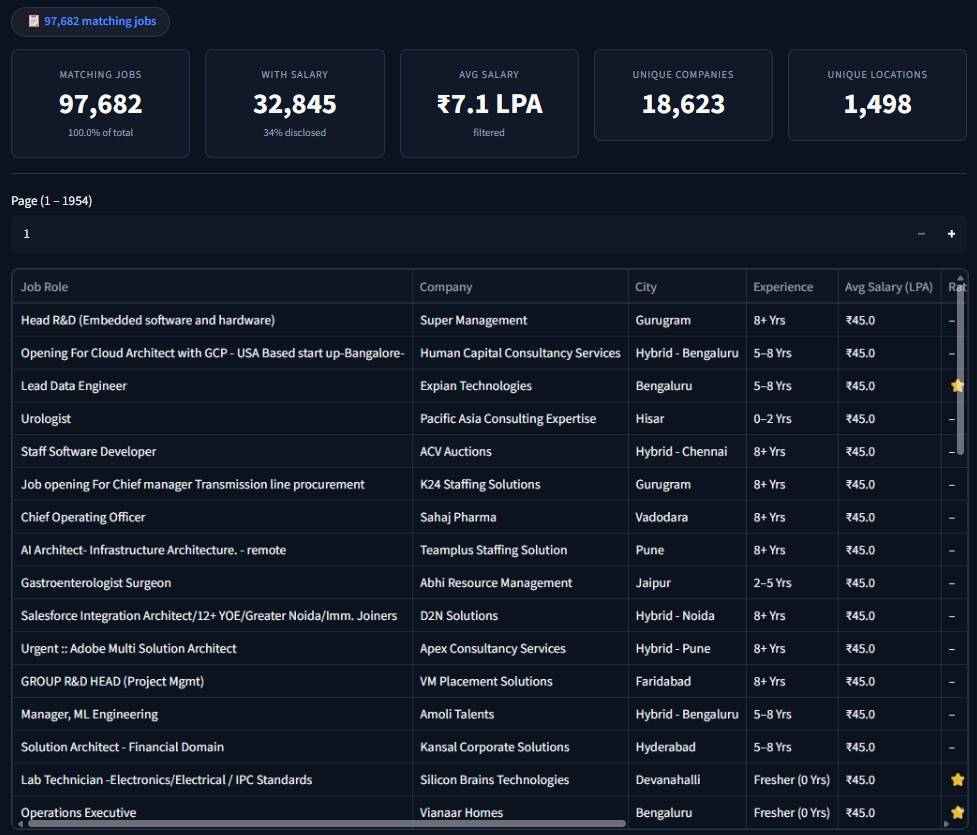 97,682 matching jobs
MATCHING JOBS
97,682
100.0% of total
WITH SALARY
32,845
34% disclosed
AVG SALARY
₹7.1 LPA
filtered
UNIQUE COMPANIES
18,623
UNIQUE LOCATIONS
1,498
Page (1 – 1954)
1
Job Role Company City Experience Avg Salary (LPA) Rat
Head R&D (Embedded software and hardware) Super Management Gurugram 8+ Yrs ₹45.0 –
Opening For Cloud Architect with GCP - USA Based start up-Bangalore- Human Capital Consultancy Services Hybrid - Bengaluru 5–8 Yrs ₹45.0 –
Lead Data Engineer Expian Technologies Bengaluru 5–8 Yrs ₹45.0
Urologist Pacific Asia Consulting Expertise Hisar 0–2 Yrs ₹45.0 –
Staff Software Developer ACV Auctions Hybrid - Chennai 8+ Yrs ₹45.0 –
Job opening For Chief manager Transmission line procurement K24 Staffing Solutions Gurugram 8+ Yrs ₹45.0 –
Chief Operating Officer Sahaj Pharma Vadodara 8+ Yrs ₹45.0 –
AI Architect- Infrastructure Architecture. - remote Teamplus Staffing Solution Pune 8+ Yrs ₹45.0 –
Gastroenterologist Surgeon Abhi Resource Management Jaipur 2–5 Yrs ₹45.0 –
Salesforce Integration Architect/12+ YOE/Greater Noida/Imm. Joiners D2N Solutions Hybrid - Noida 8+ Yrs ₹45.0 –
Urgent :: Adobe Multi Solution Architect Apex Consultancy Services Hybrid - Pune 8+ Yrs ₹45.0 –
GROUP R&D HEAD (Project Mgmt) VM Placement Solutions Faridabad 8+ Yrs ₹45.0 –
Manager, ML Engineering Amoli Talents Hybrid - Bengaluru 5–8 Yrs ₹45.0 –
Solution Architect - Financial Domain Kansal Corporate Solutions Hyderabad 5–8 Yrs ₹45.0 –
Lab Technician -Electronics/Electrical / IPC Standards Silicon Brains Technologies Devanahalli Fresher (0 Yrs) ₹45.0
Operations Executive Vianaar Homes Bengaluru Fresher (0 Yrs) ₹45.0